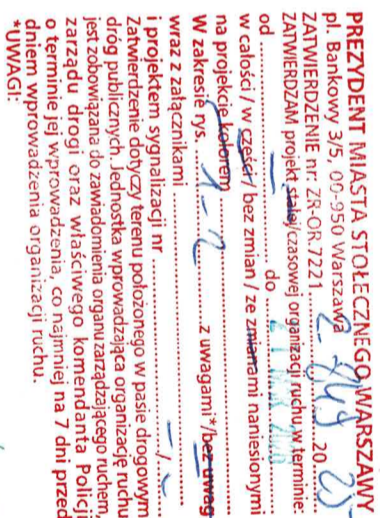 PREZYDENT MIASTA STOŁECZNEGO WARSZAWY
pl. Bankowy 3/5, 00-950 Warszawa
ZATWIERDZENIE nr: ZR-OR.7221........ 20 25
ZATWIERDZAM projekt stałej/czasowej organizacji ruchu w terminie:
od .................... do
w całości / w części / bez zmian / ze zmianami naniesionymi
na projekcie kolorem ....................
W zakresie rys. .......... 1-2 .......... z uwagami*/bez uwag
wraz z załącznikami ....................
i projektem sygnalizacji nr ....................
Zatwierdzenie dotyczy terenu położonego w pasie drogowym
dróg publicznych. Jednostka wprowadzająca organizację ruchu
jest zobowiązana do zawiadomienia organu zarządzającego ruchem,
zarządu drogi oraz właściwego komendanta Policji
o terminie jej wprowadzenia, co najmniej na 7 dni przed
dniem wprowadzenia organizacji ruchu.
*UWAGI: